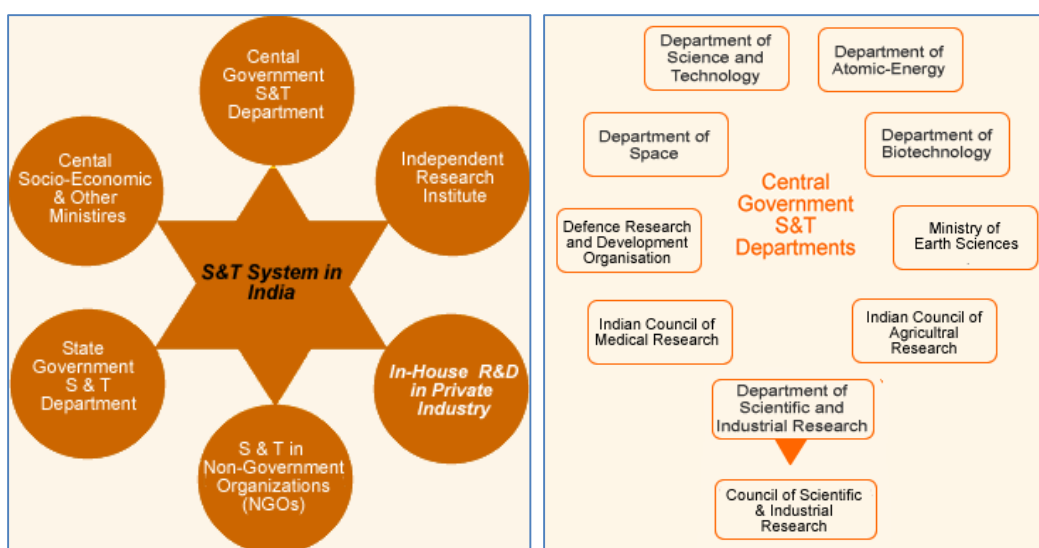 Cental
Government
S&T
Department
Cental
Socio-Economic
& Other
Ministires
Independent
Research
Institute
S&T System in
India
State
Government
S & T
Department
In-House R&D
in Private
Industry
S & T in
Non-Government
Organizations
(NGOs)
Department of
Science and
Technology
Department of
Atomic-Energy
Department of
Space
Department of
Biotechnology
Central
Government
S&T
Departments
Defence Research
and Development
Organisation
Ministry of
Earth Sciences
Indian Council of
Medical Research
Indian Council of
Agricultral
Research
Department of
Scientific and
Industrial Research
Council of Scientific
& Industrial
Research